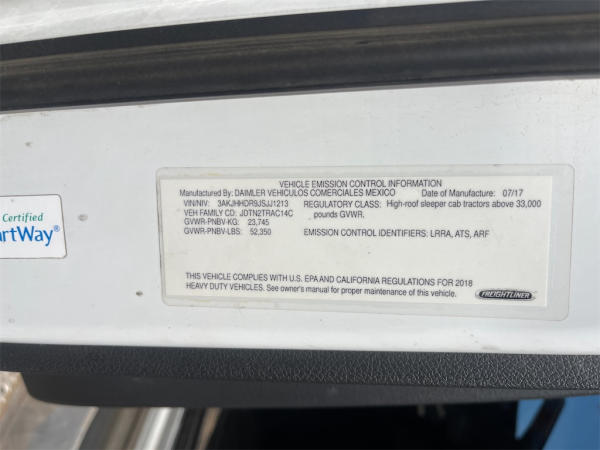 Certified
artWay®
VEHICLE EMISSION CONTROL INFORMATION
Manufactured By: DAIMLER VEHICULOS COMERCIALES MEXICO Date of Manufacture: 07/17
VIN/NIV: 3AKJHHDR9JSJJ1213 REGULATORY CLASS: High-roof sleeper cab tractors above 33,000
VEH FAMILY CD: JDTN2TRAC14C pounds GVWR.
GVWR-PNBV-KG: 23,745
GVWR-PNBV-LBS: 52,350 EMISSION CONTROL IDENTIFIERS: LRRA, ATS, ARF
THIS VEHICLE COMPLIES WITH U.S. EPA AND CALIFORNIA REGULATIONS FOR 2018
HEAVY DUTY VEHICLES. See owner's manual for proper maintenance of this vehicle.
FREIGHTLINER